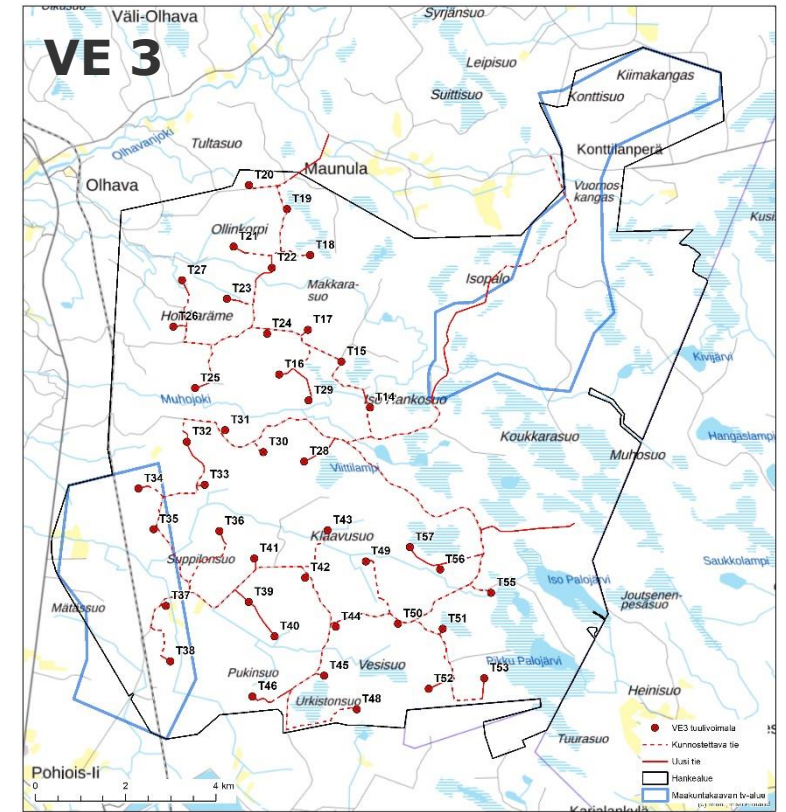 Väli-Olhava
Syrjänsuo
VE 3
Leipisuo
Kiimakangas
Suittisuo
Konttisuo
Olhavanjoki
Tultasuo
Konttilanperä
Maunula
Olhava
T20
Vuomos-
kangas
T19
Ollinkorpi
T21
T18
T22
T27
Isopalo
Makkara-
suo
T23
T26
T24
T17
T15
Kivijärvi
T16
T25
T29
Muhojoki
T14
T31
T32
T30
Koukkarasuo
T28
Muhosuo
Viittilampi
T33
T34
T35
T36
T43
Klaavusuo
T57
T41
T49
Suppilonsuo
T56
Saukkolampi
T42
Iso Palojärvi
T55
Joutsenen-
pesäsuo
T39
T37
Mätässuo
T44
T50
T51
T40
T38
Vesisuo
Pikku Palojärvi
Pukinsuo
T45
T53
T52
T46
Urkistonsuo
T48
Heinisuo
Tuurasuo
VE3 tuulivoimala
Kunnostettava tie
Uusi tie
Hankealue
Maakuntakaavan tv-alue
Pohjois-Ii
0 2 4 km